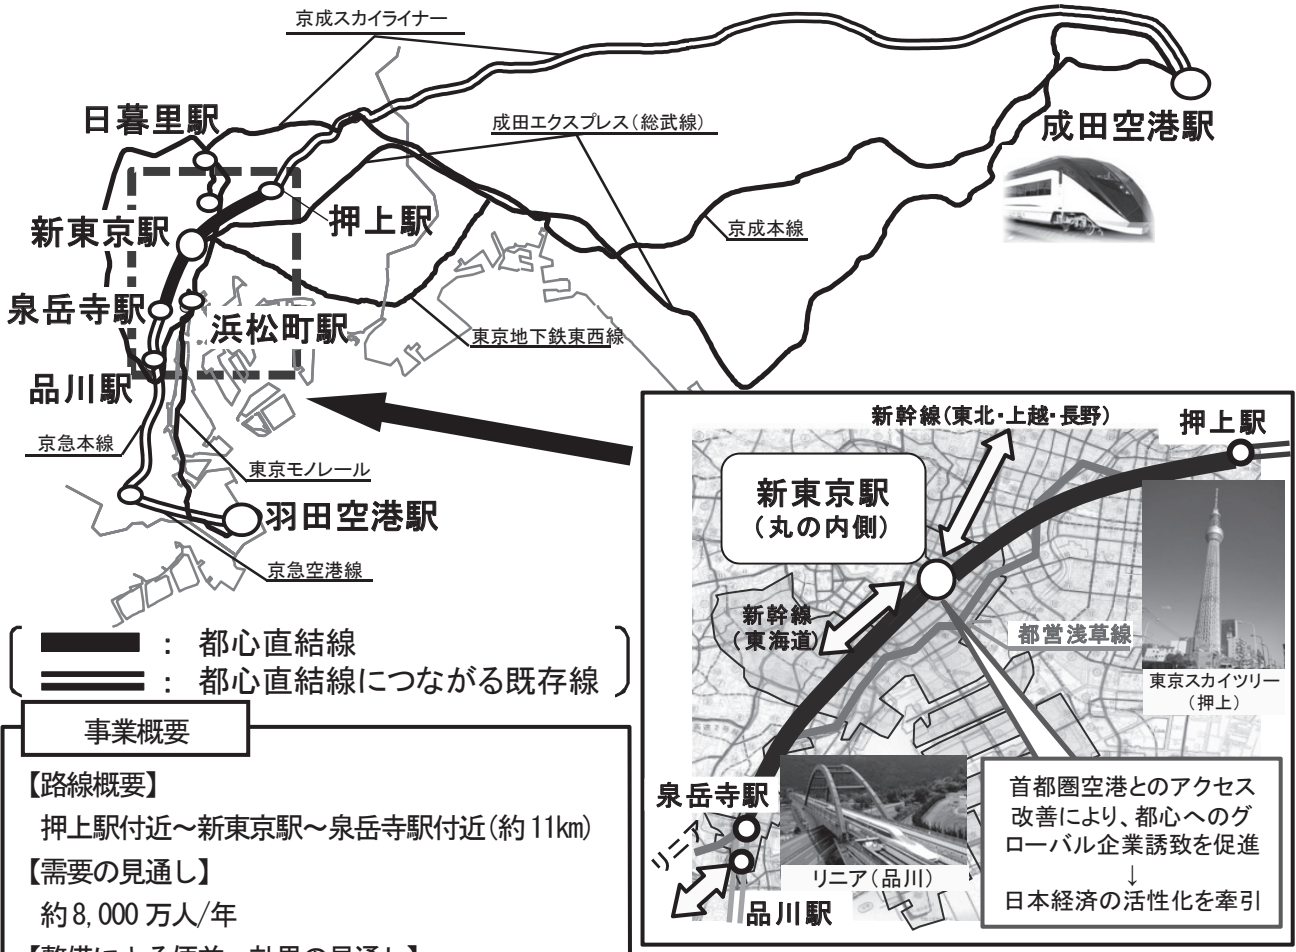 京成スカイライナー
日暮里駅
成田エクスプレス（総武線）
成田空港駅
新東京駅
押上駅
京成本線
泉岳寺駅
浜松町駅
東京地下鉄東西線
品川駅
京急本線
東京モノレール
羽田空港駅
京急空港線
：都心直結線
：都心直結線につながる既存線
新幹線（東北・上越・長野）
押上駅
新東京駅
（丸の内側）
新幹線
（東海道）
都営浅草線
東京スカイツリー
（押上）
泉岳寺駅
リニア
リニア（品川）
品川駅
首都圏空港とのアクセス
改善により、都心へのグ
ローバル企業誘致を促進
↓
日本経済の活性化を牽引
事業概要
【路線概要】
押上駅付近～新東京駅～泉岳寺駅付近（約11km）
【需要の見通し】
約8,000万人/年